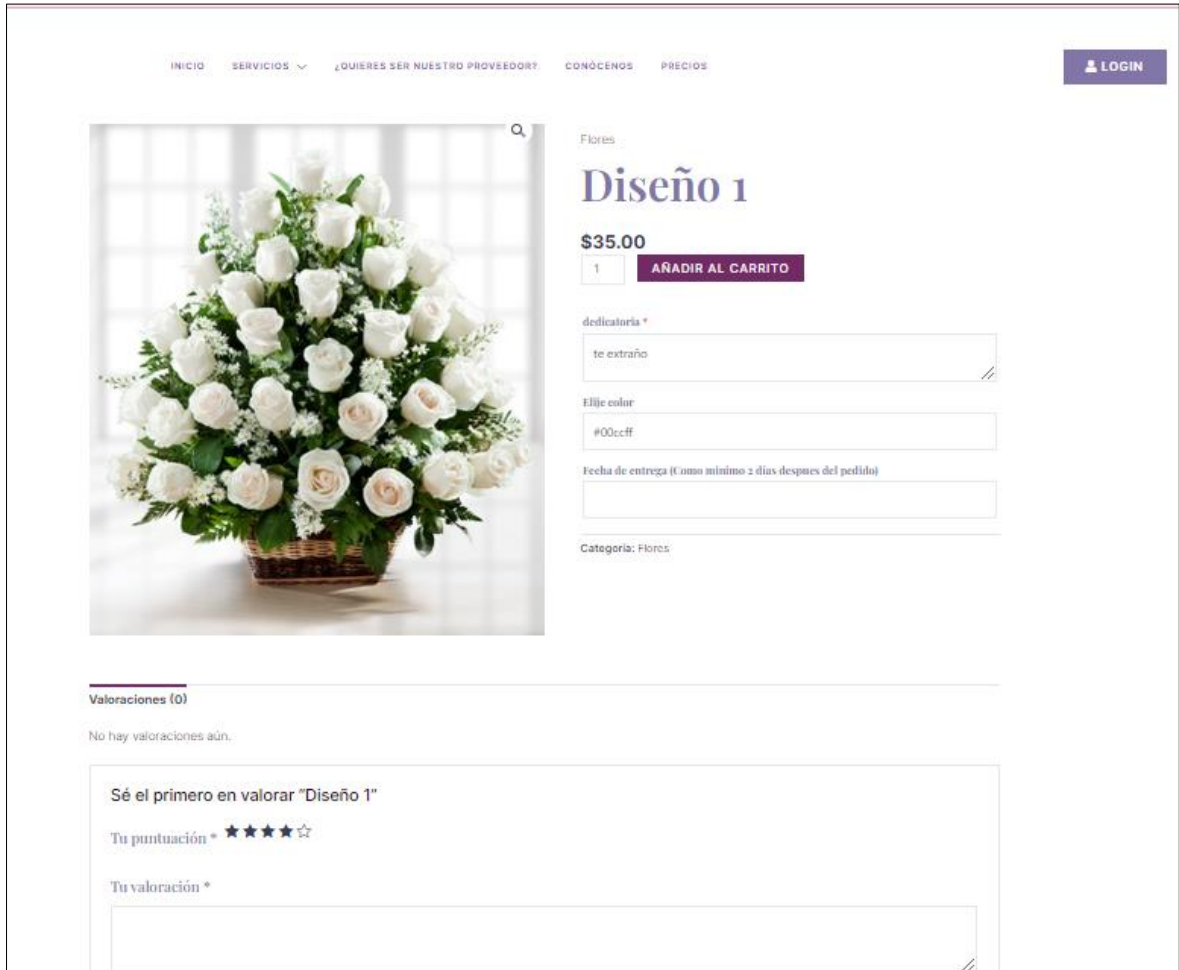 INICIO SERVICIOS ¿QUIERES SER NUESTRO PROVEEDOR? CONÓCENOS PRECIOS LOGIN
Flores
Diseño 1
$35.00
1 AÑADIR AL CARRITO
dedicatoria *
te extraño
Elije color
#00ccff
Fecha de entrega (Como minimo 2 dias despues del pedido)
Categoría: Flores
Valoraciones (0)
No hay valoraciones aún.
Sé el primero en valorar “Diseño 1”
Tu puntuación *
Tu valoración *